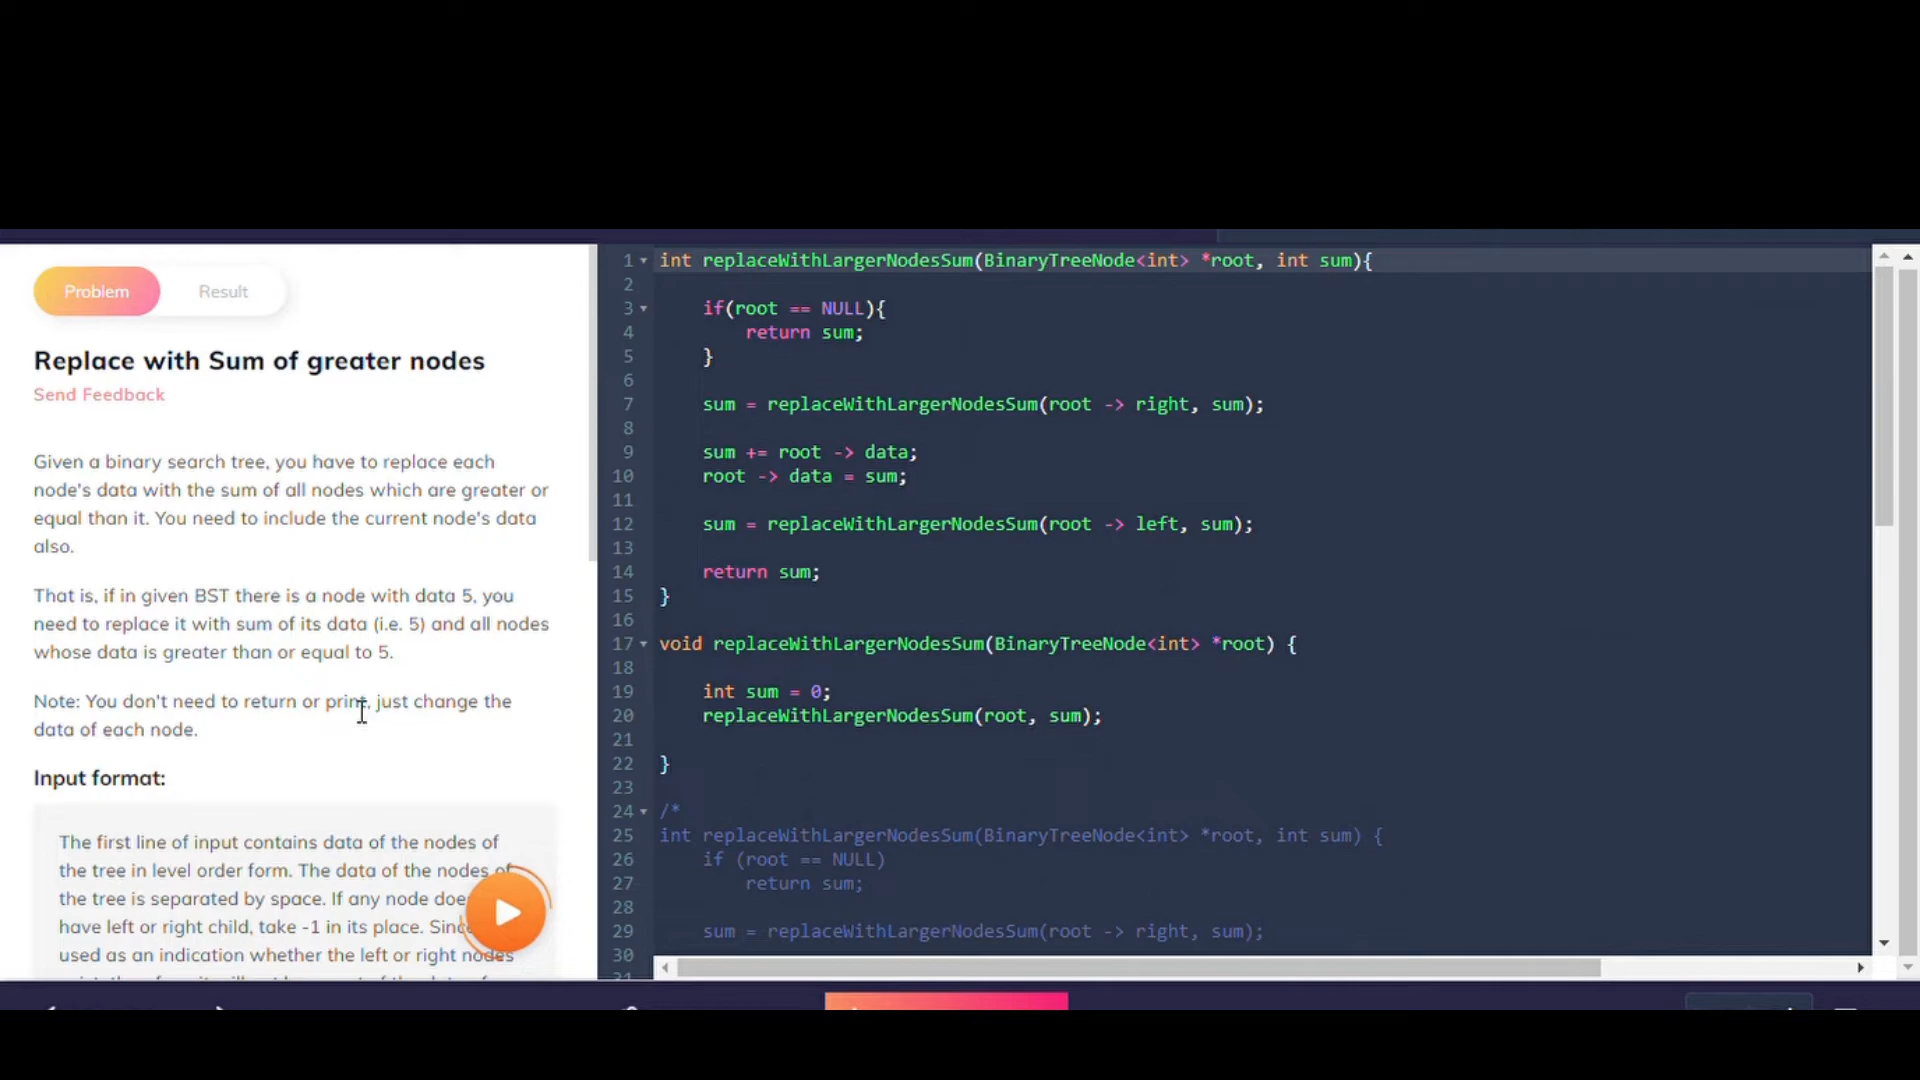 Problem
Result
Replace with Sum of greater nodes
Send Feedback
Given a binary search tree, you have to replace each
node's data with the sum of all nodes which are greater or
equal than it. You need to include the current node's data
also.
That is, if in given BST there is a node with data 5, you
need to replace it with sum of its data (i.e. 5) and all nodes
whose data is greater than or equal to 5.
Note: You don't need to return or print, just change the
data of each node.
Input format:
The first line of input contains data of the nodes of
the tree in level order form. The data of the nodes of
the tree is separated by space. If any node doe
have left or right child, take -1 in its place. Sinc
used as an indication whether the left or right nodes
1 int replaceWithLargerNodesSum(BinaryTreeNode<int> *root, int sum){
2
3 if(root == NULL){
4 return sum;
5 }
6
7 sum = replaceWithLargerNodesSum(root -> right, sum);
8
9 sum += root -> data;
10 root -> data = sum;
11
12 sum = replaceWithLargerNodesSum(root -> left, sum);
13
14 return sum;
15 }
16
17 void replaceWithLargerNodesSum(BinaryTreeNode<int> *root) {
18
19 int sum = 0;
20 replaceWithLargerNodesSum(root, sum);
21
22 }
23
24 /*
25 int replaceWithLargerNodesSum(BinaryTreeNode<int> *root, int sum) {
26 if (root == NULL)
27 return sum;
28
29 sum = replaceWithLargerNodesSum(root -> right, sum);
30
31